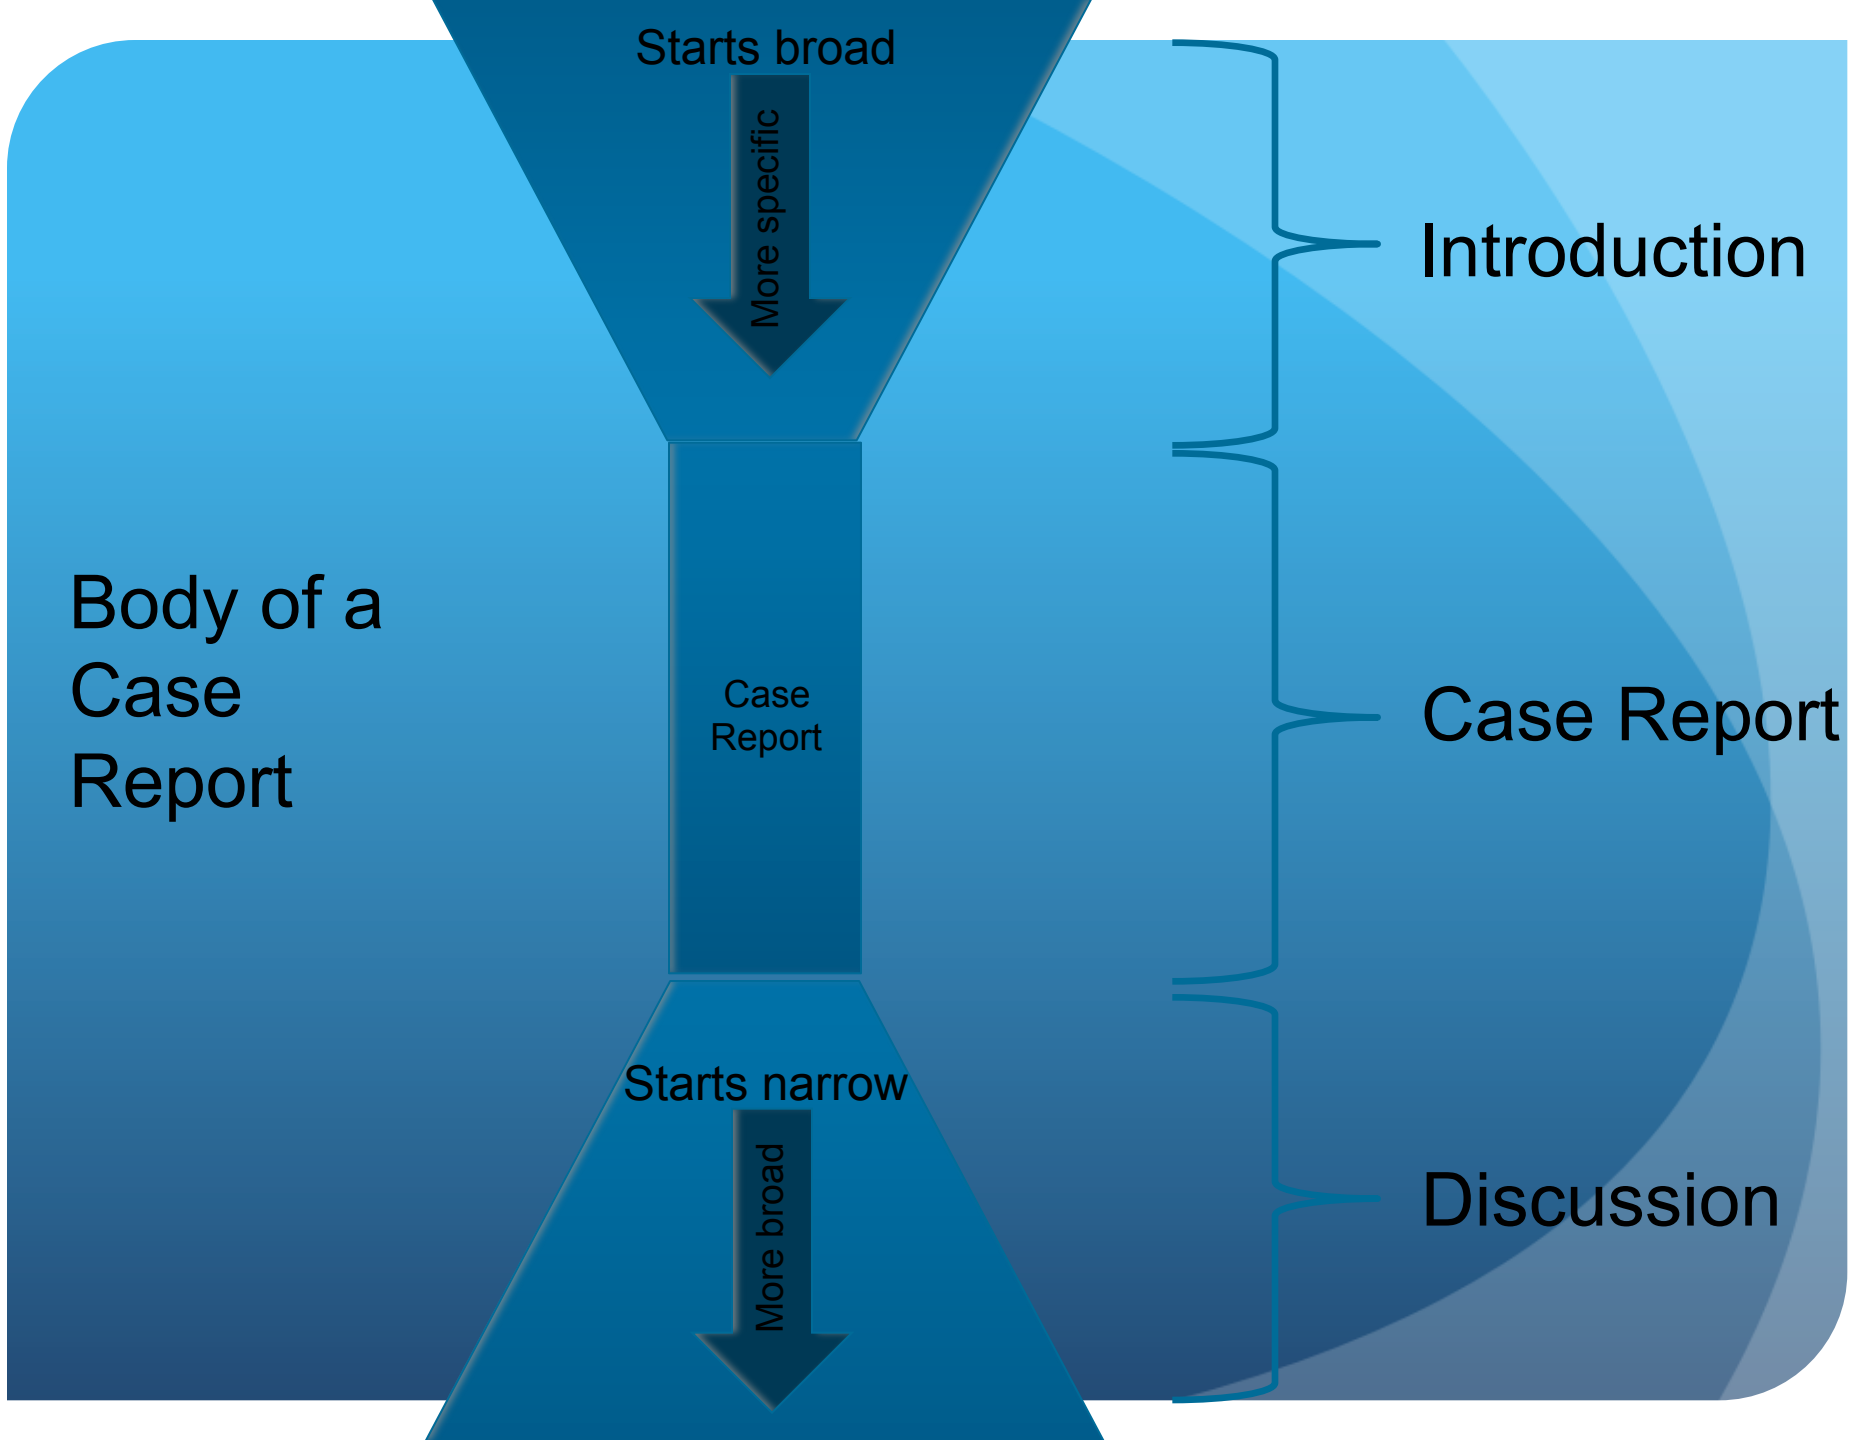 Starts broad
More specific
Introduction
Body of a
Case
Report
Case
Report
Case Report
Starts narrow
More broad
Discussion